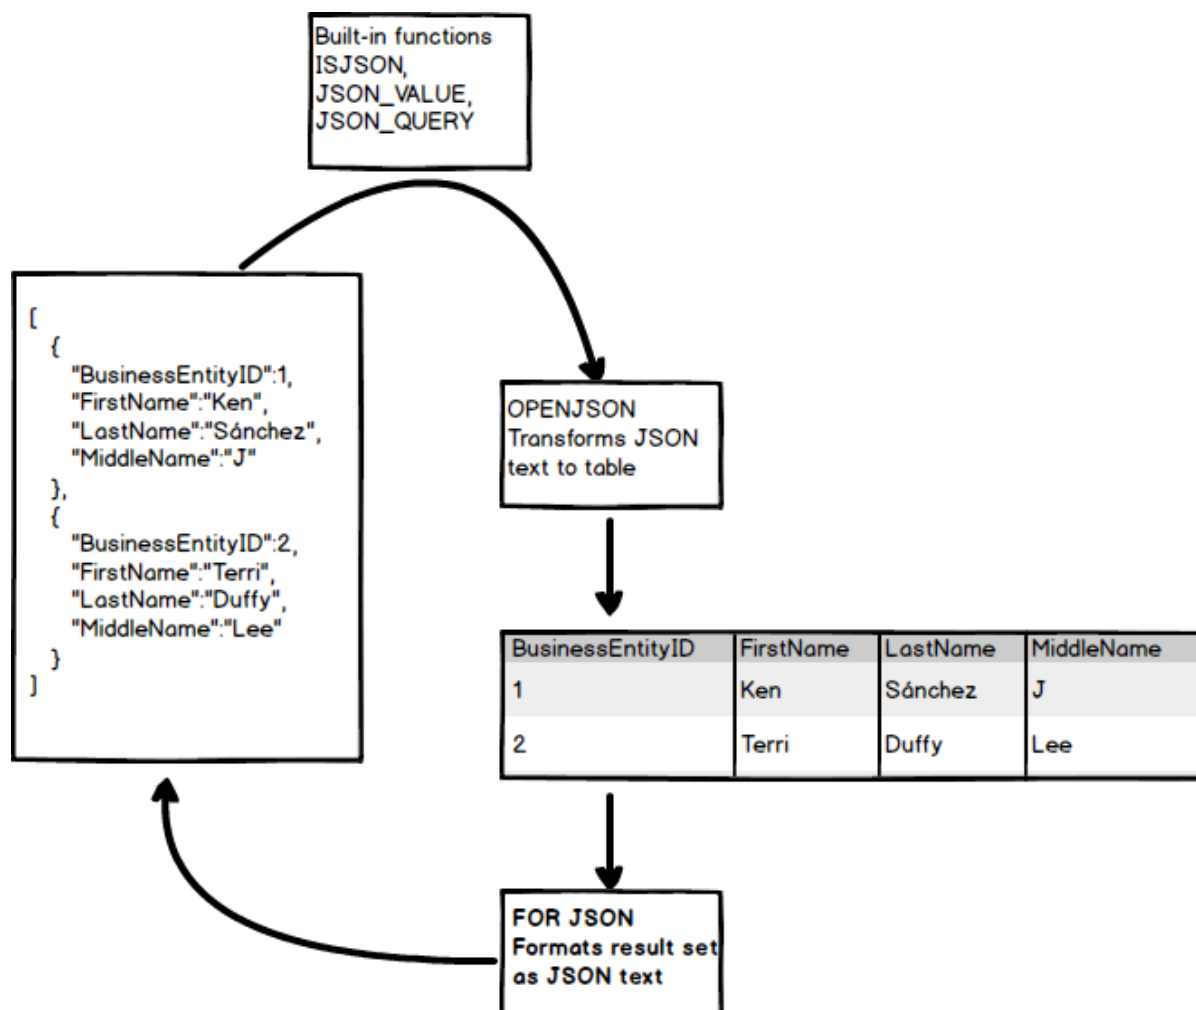 Built-in functions
ISJSON,
JSON_VALUE,
JSON_QUERY
[
{
"BusinessEntityID":1,
"FirstName":"Ken",
"LastName":"Sánchez",
"MiddleName":"J"
},
{
"BusinessEntityID":2,
"FirstName":"Terri",
"LastName":"Duffy",
"MiddleName":"Lee"
}
]
OPENJSON
Transforms JSON
text to table
BusinessEntityID FirstName LastName MiddleName
1 Ken Sánchez J
2 Terri Duffy Lee
FOR JSON
Formats result set
as JSON text